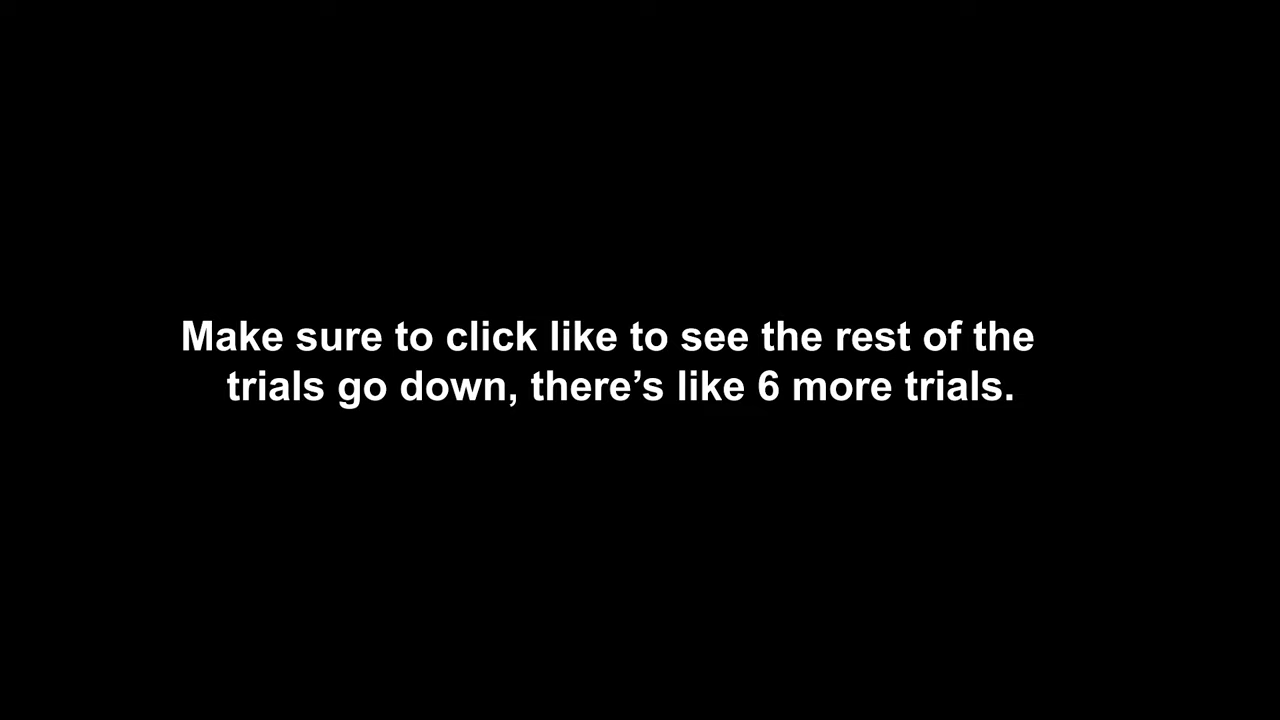 Make sure to click like to see the rest of the
trials go down, there’s like 6 more trials.